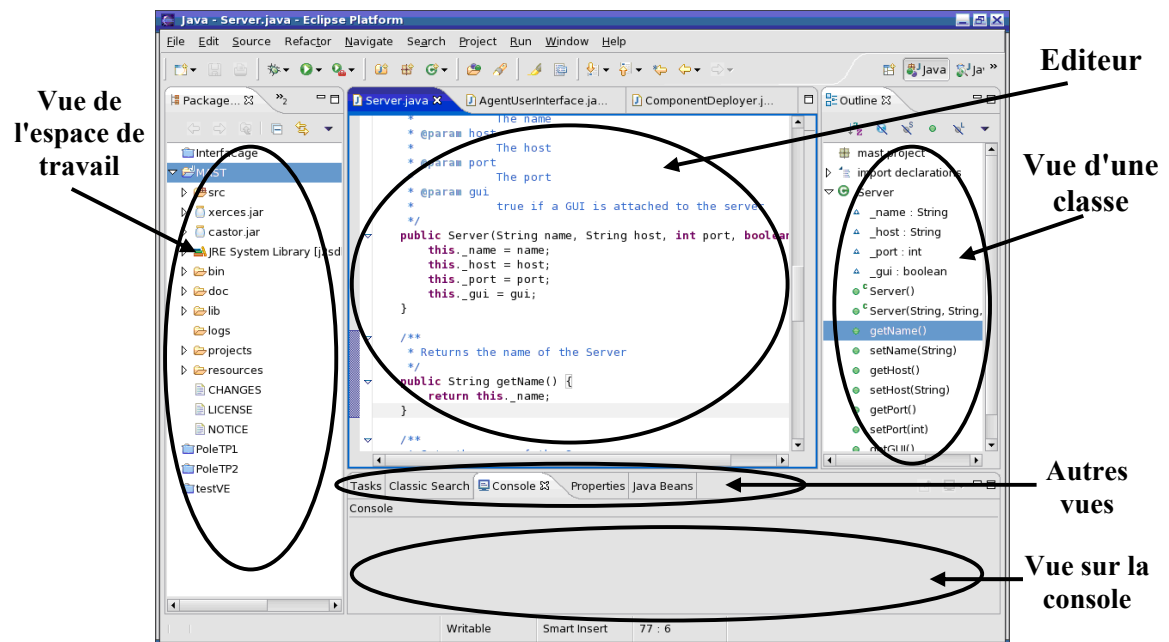 Java - Server.java - Eclipse Platform
File Edit Source Refactor Navigate Search Project Run Window Help
Java
Package...
Server.java
AgentUserInterface.ja...
ComponentDeployer.j...
Outline
Vue de
l'espace de
travail
Interfacage
MAST
src
xerces.jar
castor.jar
JRE System Library [j2sd
bin
doc
lib
logs
projects
resources
CHANGES
LICENSE
NOTICE
PoleTP1
PoleTP2
testVE
* The name
* @param host
* The host
* @param port
* The port
* @param gui
* true if a GUI is attached to the server
*/
public Server(String name, String host, int port, boolean
this._name = name;
this._host = host;
this._port = port;
this._gui = gui;
}
/**
* Returns the name of the Server
*/
public String getName() {
return this._name;
}
/**
Editeur
mast.project
import declarations
Server
_name : String
_host : String
_port : int
_gui : boolean
Server()
Server(String, String,
getName()
setName(String)
getHost()
setHost(String)
getPort()
setPort(int)
getGUI()
Vue d'une
classe
Tasks Classic Search Console Properties Java Beans
Console
Autres
vues
Vue sur la
console
Writable Smart Insert 77 : 6